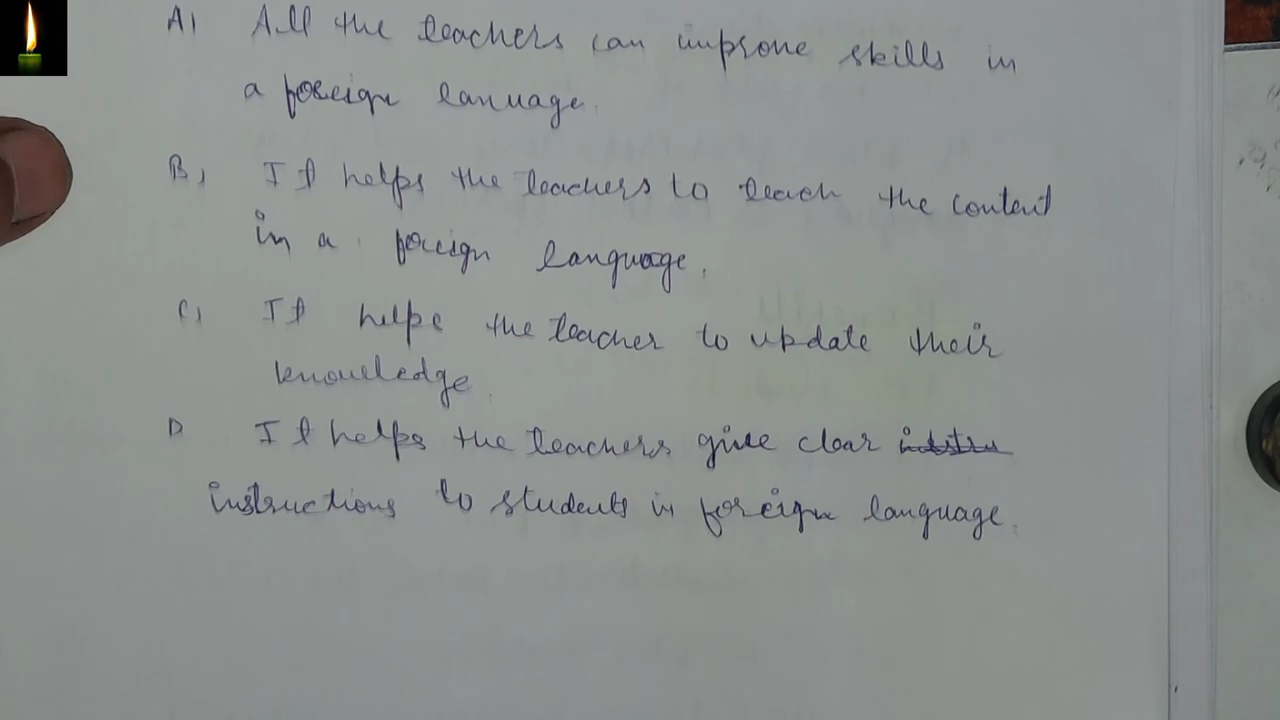 A) All the teachers can improve skills in
a foreign lanuage.
B) It helps the teachers to teach the content
in a foreign language.
C) It helps the teacher to update their
knowledge.
D It helps the teachers give clear instru
instructions to students in foreign language.